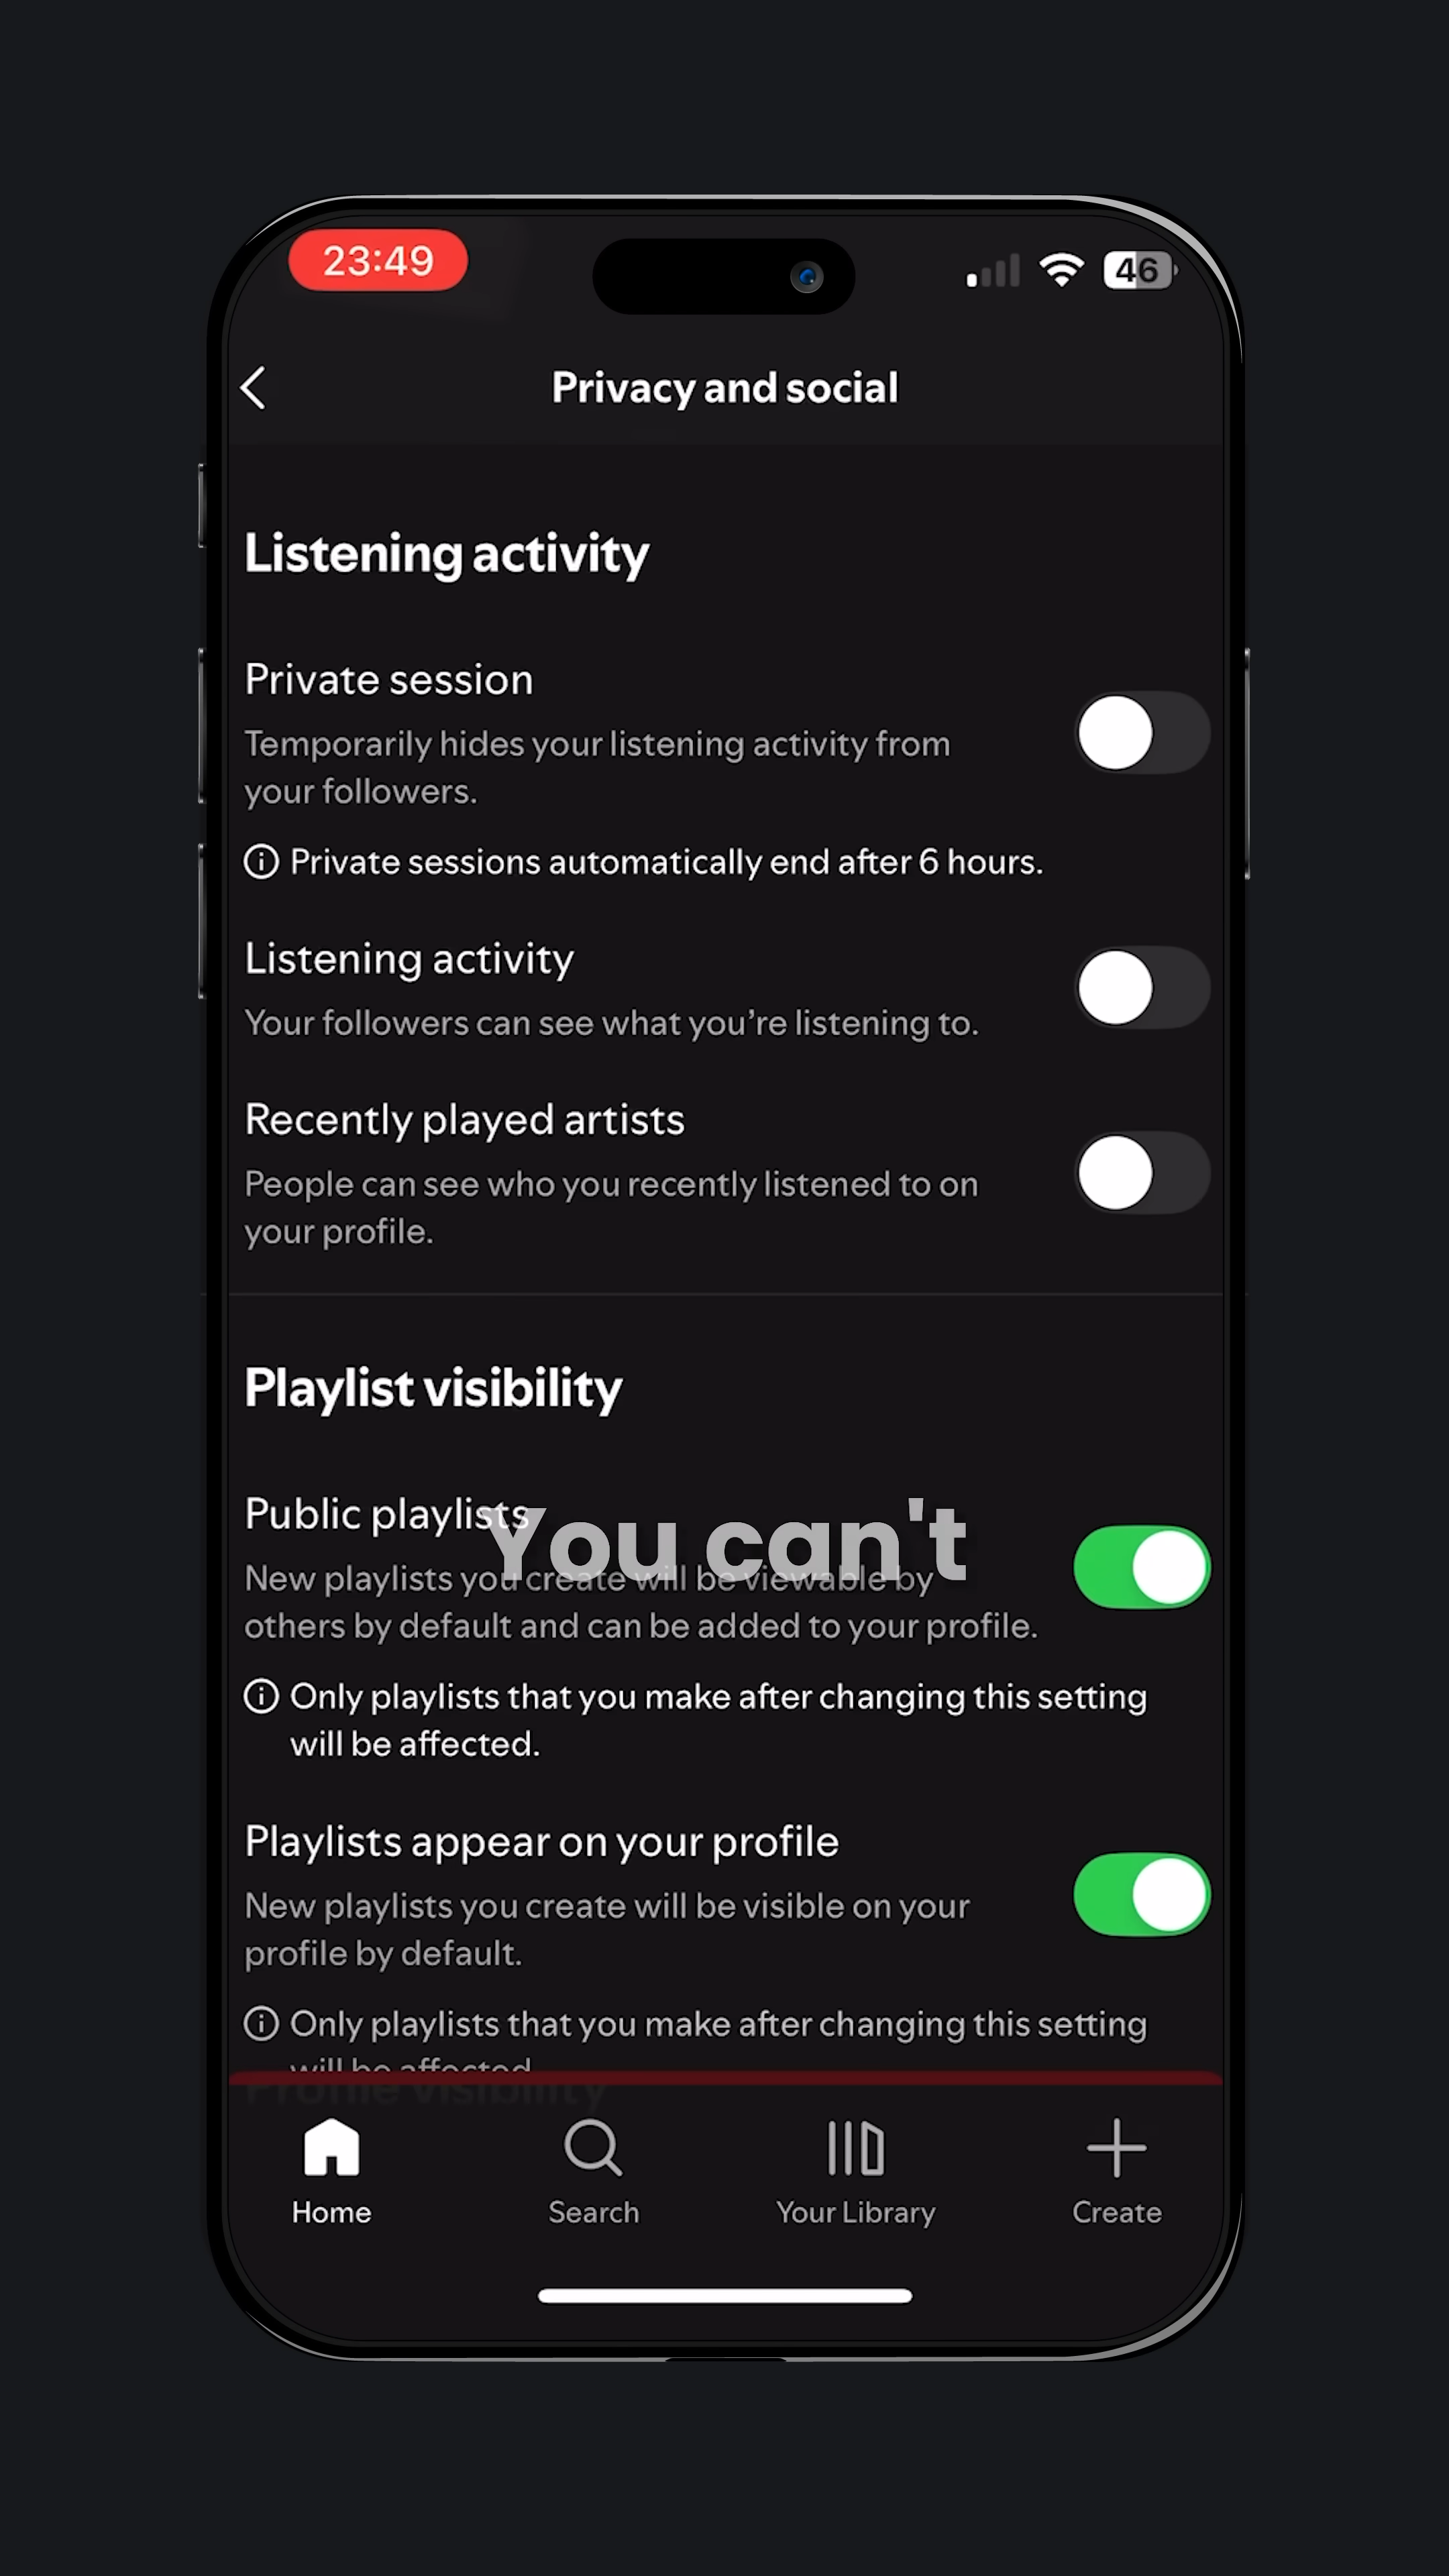 23:49
46
Privacy and social
Listening activity
Private session
Temporarily hides your listening activity from
your followers.
Private sessions automatically end after 6 hours.
Listening activity
Your followers can see what you’re listening to.
Recently played artists
People can see who you recently listened to on
your profile.
Playlist visibility
Public playlists
You can't
New playlists you create will be viewable by
others by default and can be added to your profile.
Only playlists that you make after changing this setting
will be affected.
Playlists appear on your profile
New playlists you create will be visible on your
profile by default.
Only playlists that you make after changing this setting
will be affected
Profile visibility
Home
Search
Your Library
Create